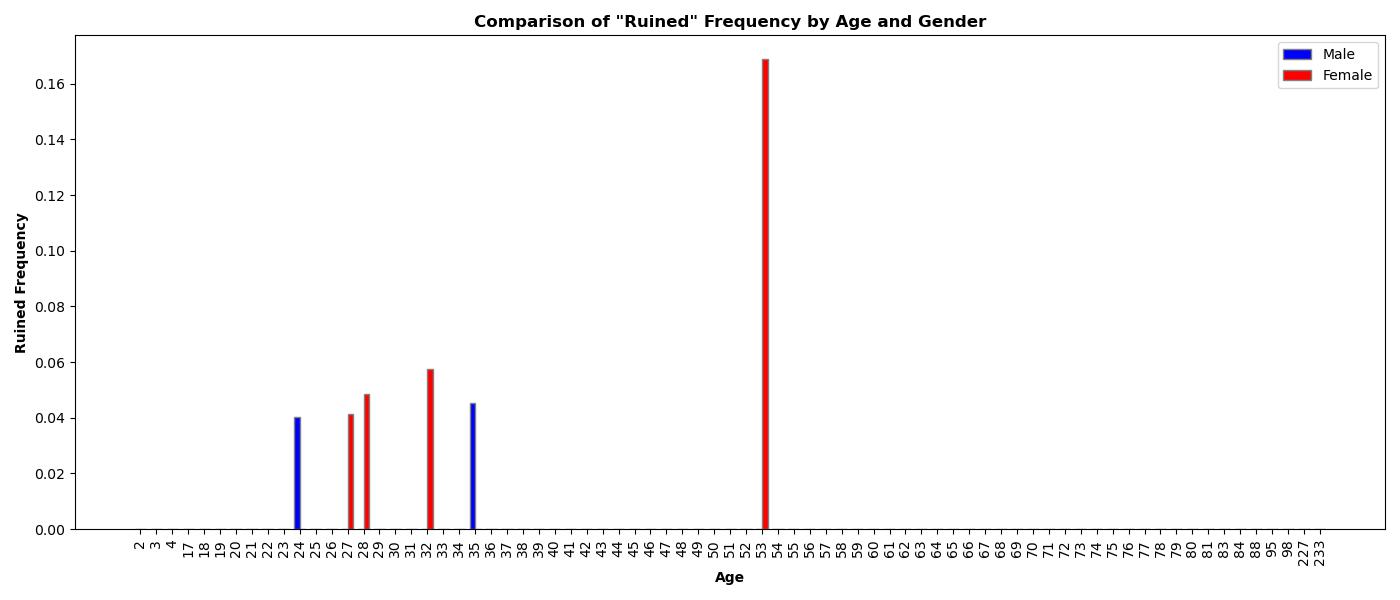 Comparison of "Ruined" Frequency by Age and Gender
Male
Female
Ruined Frequency
0.16
0.14
0.12
0.10
0.08
0.06
0.04
0.02
0.00
2 3 4 17 18 19 20 21 22 23 24 25 26 27 28 29 30 31 32 33 34 35 36 37 38 39 40 41 42 43 44 45 46 47 48 49 50 51 52 53 54 55 56 57 58 59 60 61 62 63 64 65 66 67 68 69 70 71 72 73 74 75 76 77 78 79 80 81 83 84 88 95 98 227 233
Age